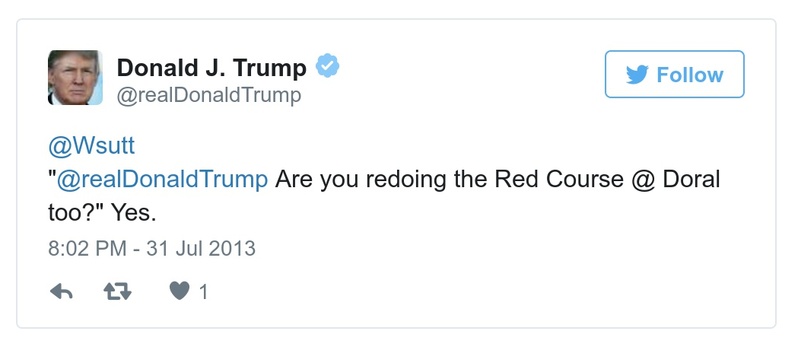 Donald J. Trump
@realDonaldTrump
Follow
@Wsutt
"@realDonaldTrump Are you redoing the Red Course @ Doral
too?" Yes.
8:02 PM - 31 Jul 2013
1